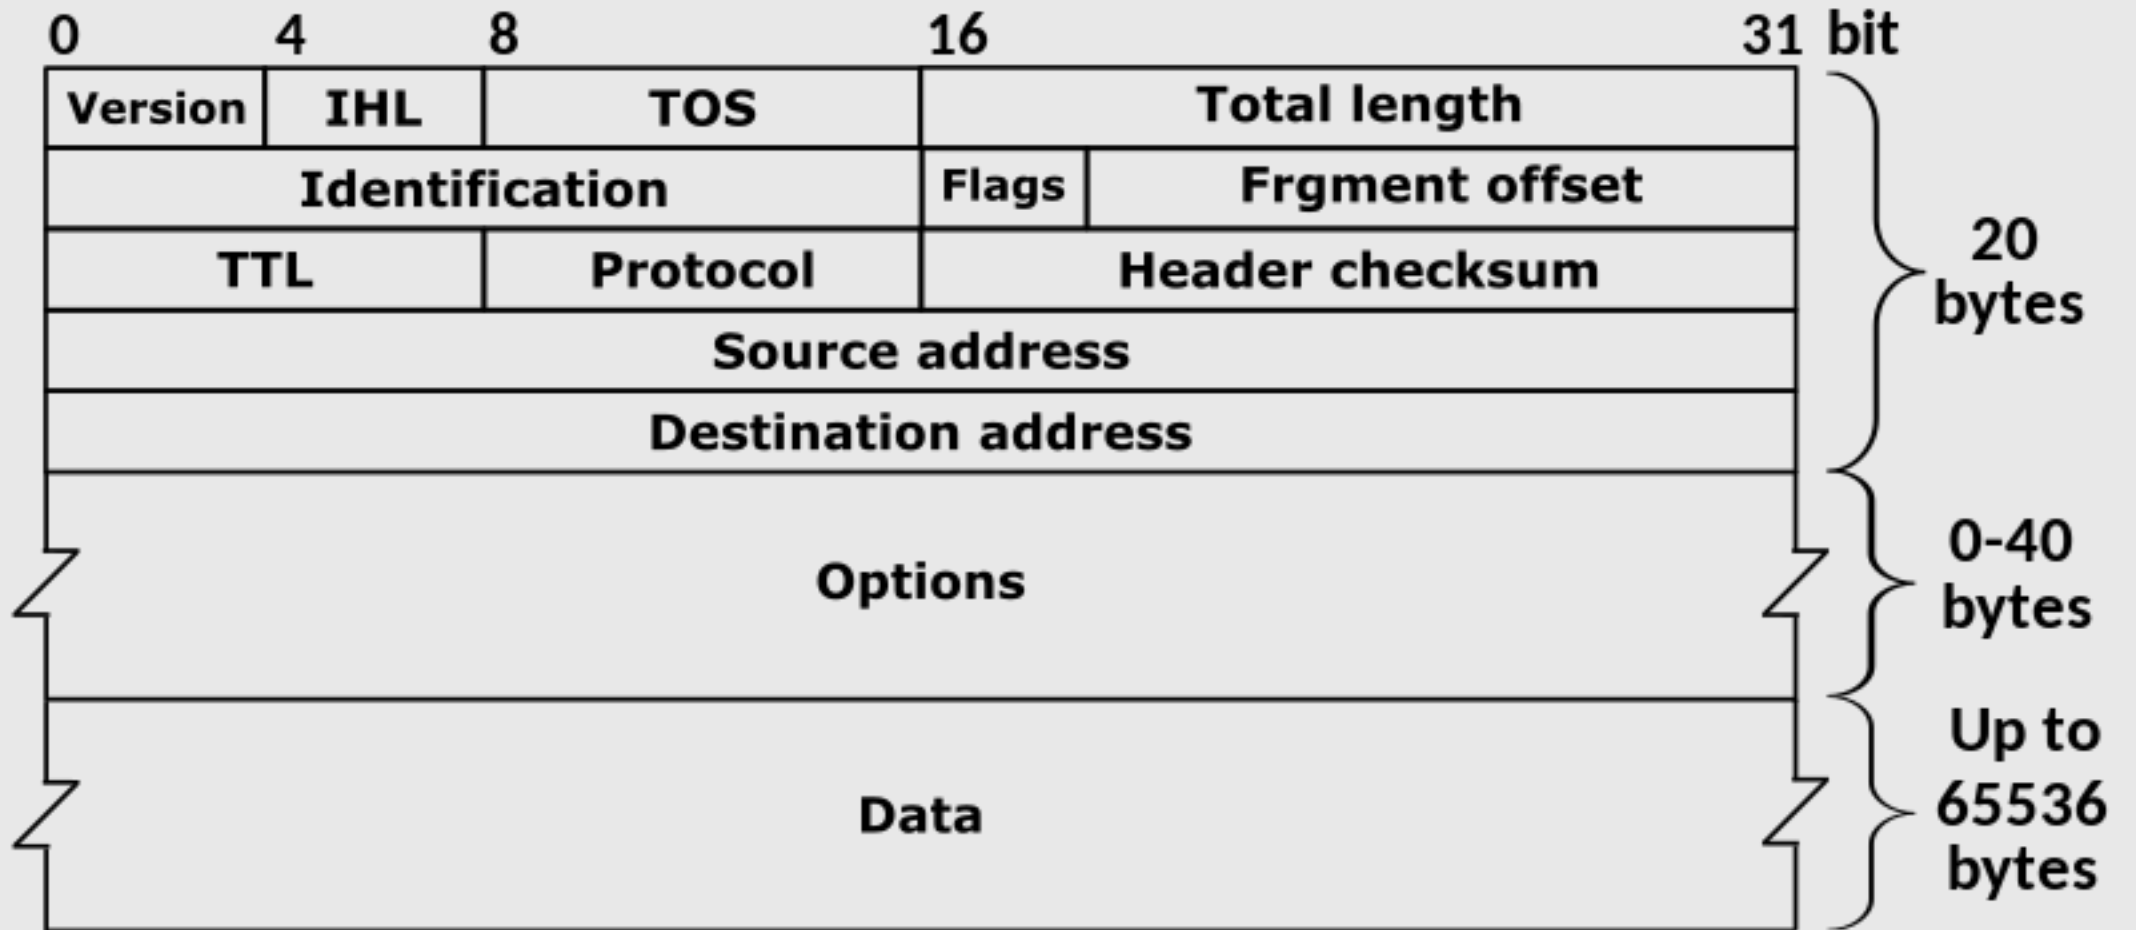 0 4 8 16 31 bit
Version IHL TOS Total length
Identification Flags Frgment offset
TTL Protocol Header checksum
Source address
Destination address
20
bytes
Options
0-40
bytes
Data
Up to
65536
bytes